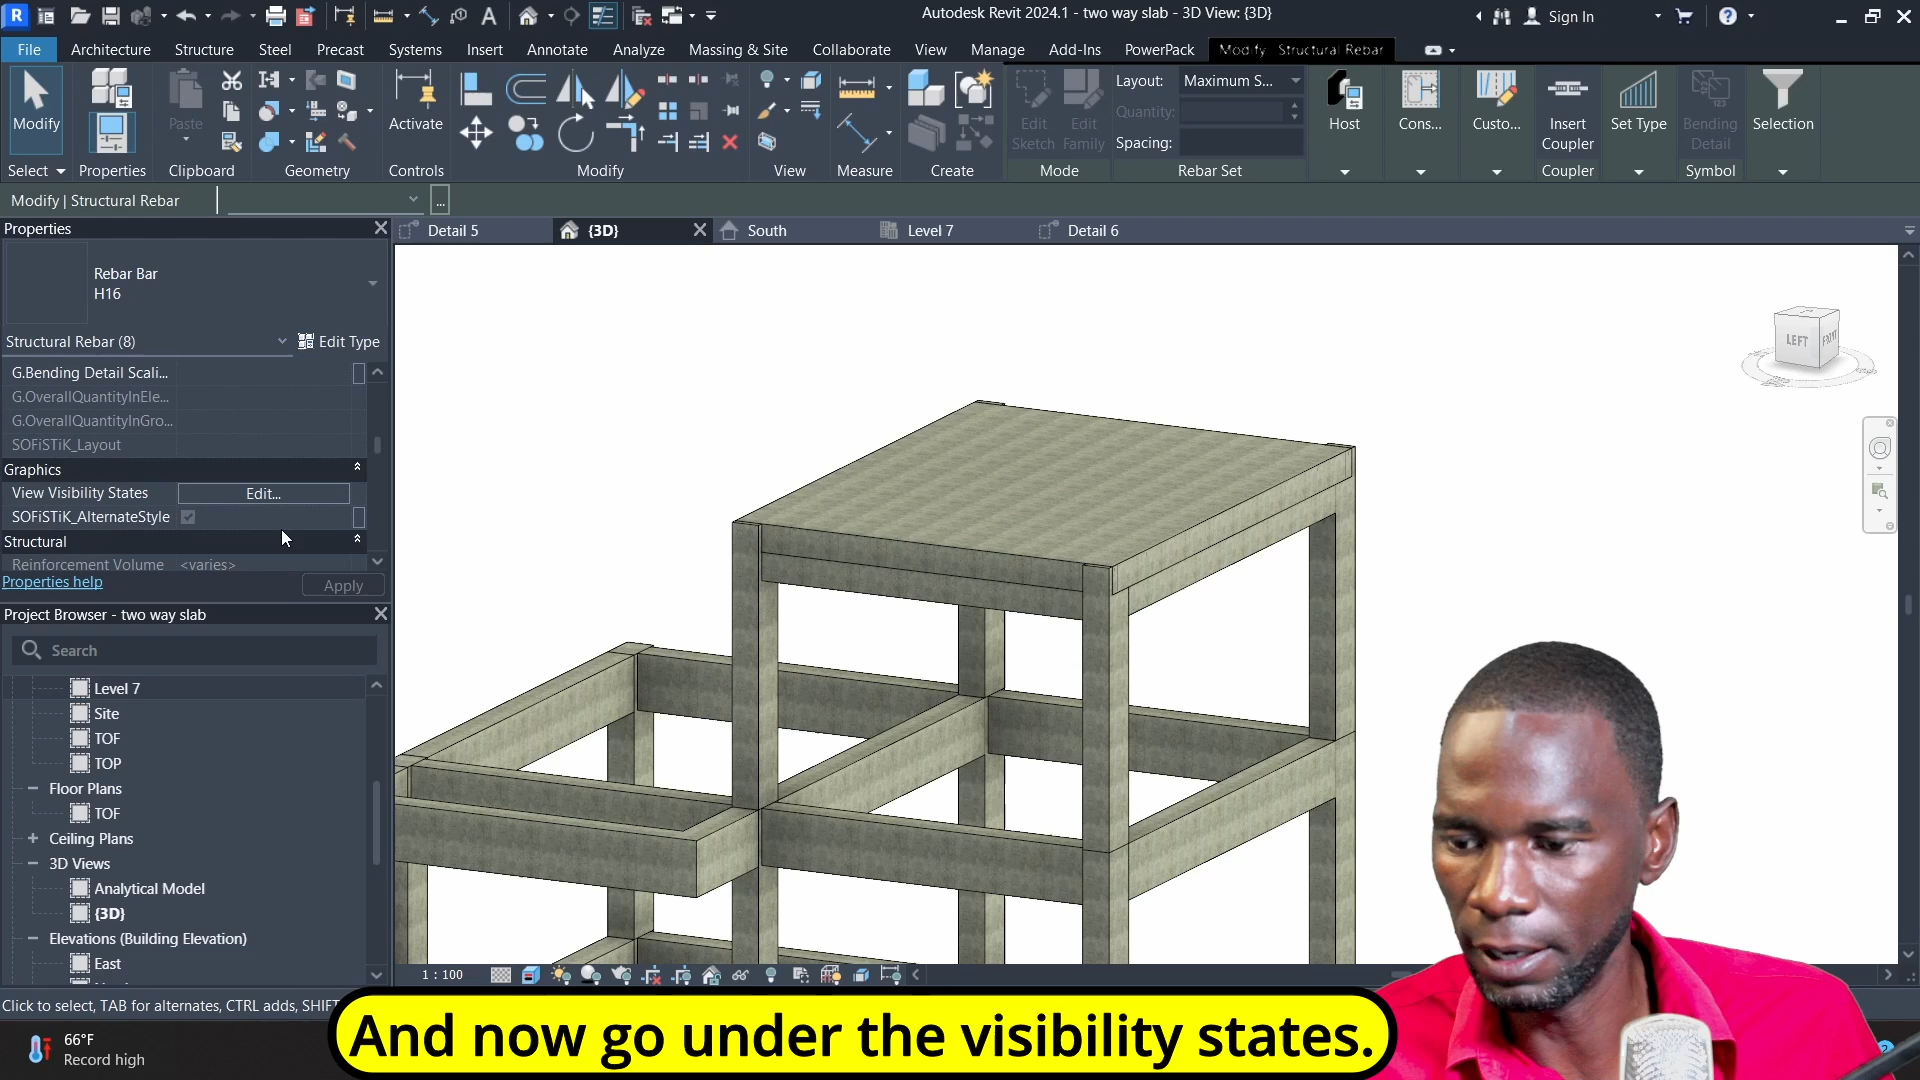 Autodesk Revit 2024.1 - two way slab - 3D View: {3D}
Sign In
File Architecture Structure Steel Precast Systems Insert Annotate Analyze Massing & Site Collaborate View Manage Add-Ins PowerPack Modify | Structural Rebar
Modify
Paste
Activate
Edit Sketch
Edit Family
Layout: Maximum S...
Quantity:
Spacing:
Host
Cons...
Custo...
Insert Coupler
Set Type
Bending Detail
Selection
Select Properties Clipboard Geometry Controls Modify View Measure Create Mode Rebar Set Coupler Symbol
Modify | Structural Rebar
...
Properties
Detail 5 {3D} South Level 7 Detail 6
Rebar Bar
H16
Structural Rebar (8) Edit Type
G.Bending Detail Scali...
G.OverallQuantityInEle...
G.OverallQuantityInGro...
SOFiSTiK_Layout
Graphics
View Visibility States Edit...
SOFiSTiK_AlternateStyle
Structural
Reinforcement Volume <varies>
Properties help Apply
Project Browser - two way slab
Search
Level 7
Site
TOF
TOP
Floor Plans
TOF
Ceiling Plans
3D Views
Analytical Model
{3D}
Elevations (Building Elevation)
East
LEFT
1 : 100
Click to select, TAB for alternates, CTRL adds, SHIFT
66°F
Record high
And now go under the visibility states.